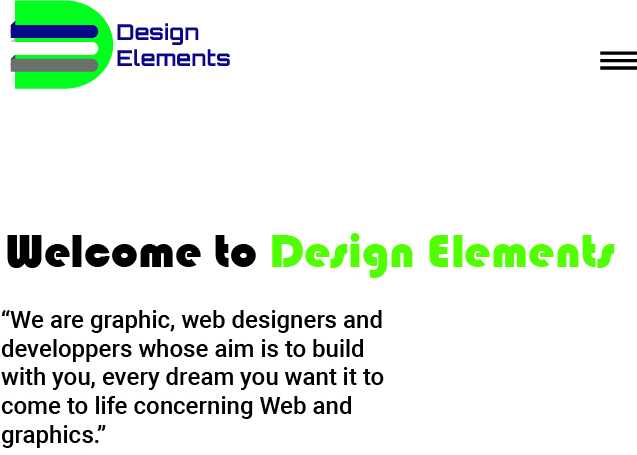 Design
Elements
Welcome to Design Elements
“We are graphic, web designers and
developpers whose aim is to build
with you, every dream you want it to
come to life concerning Web and
graphics.”